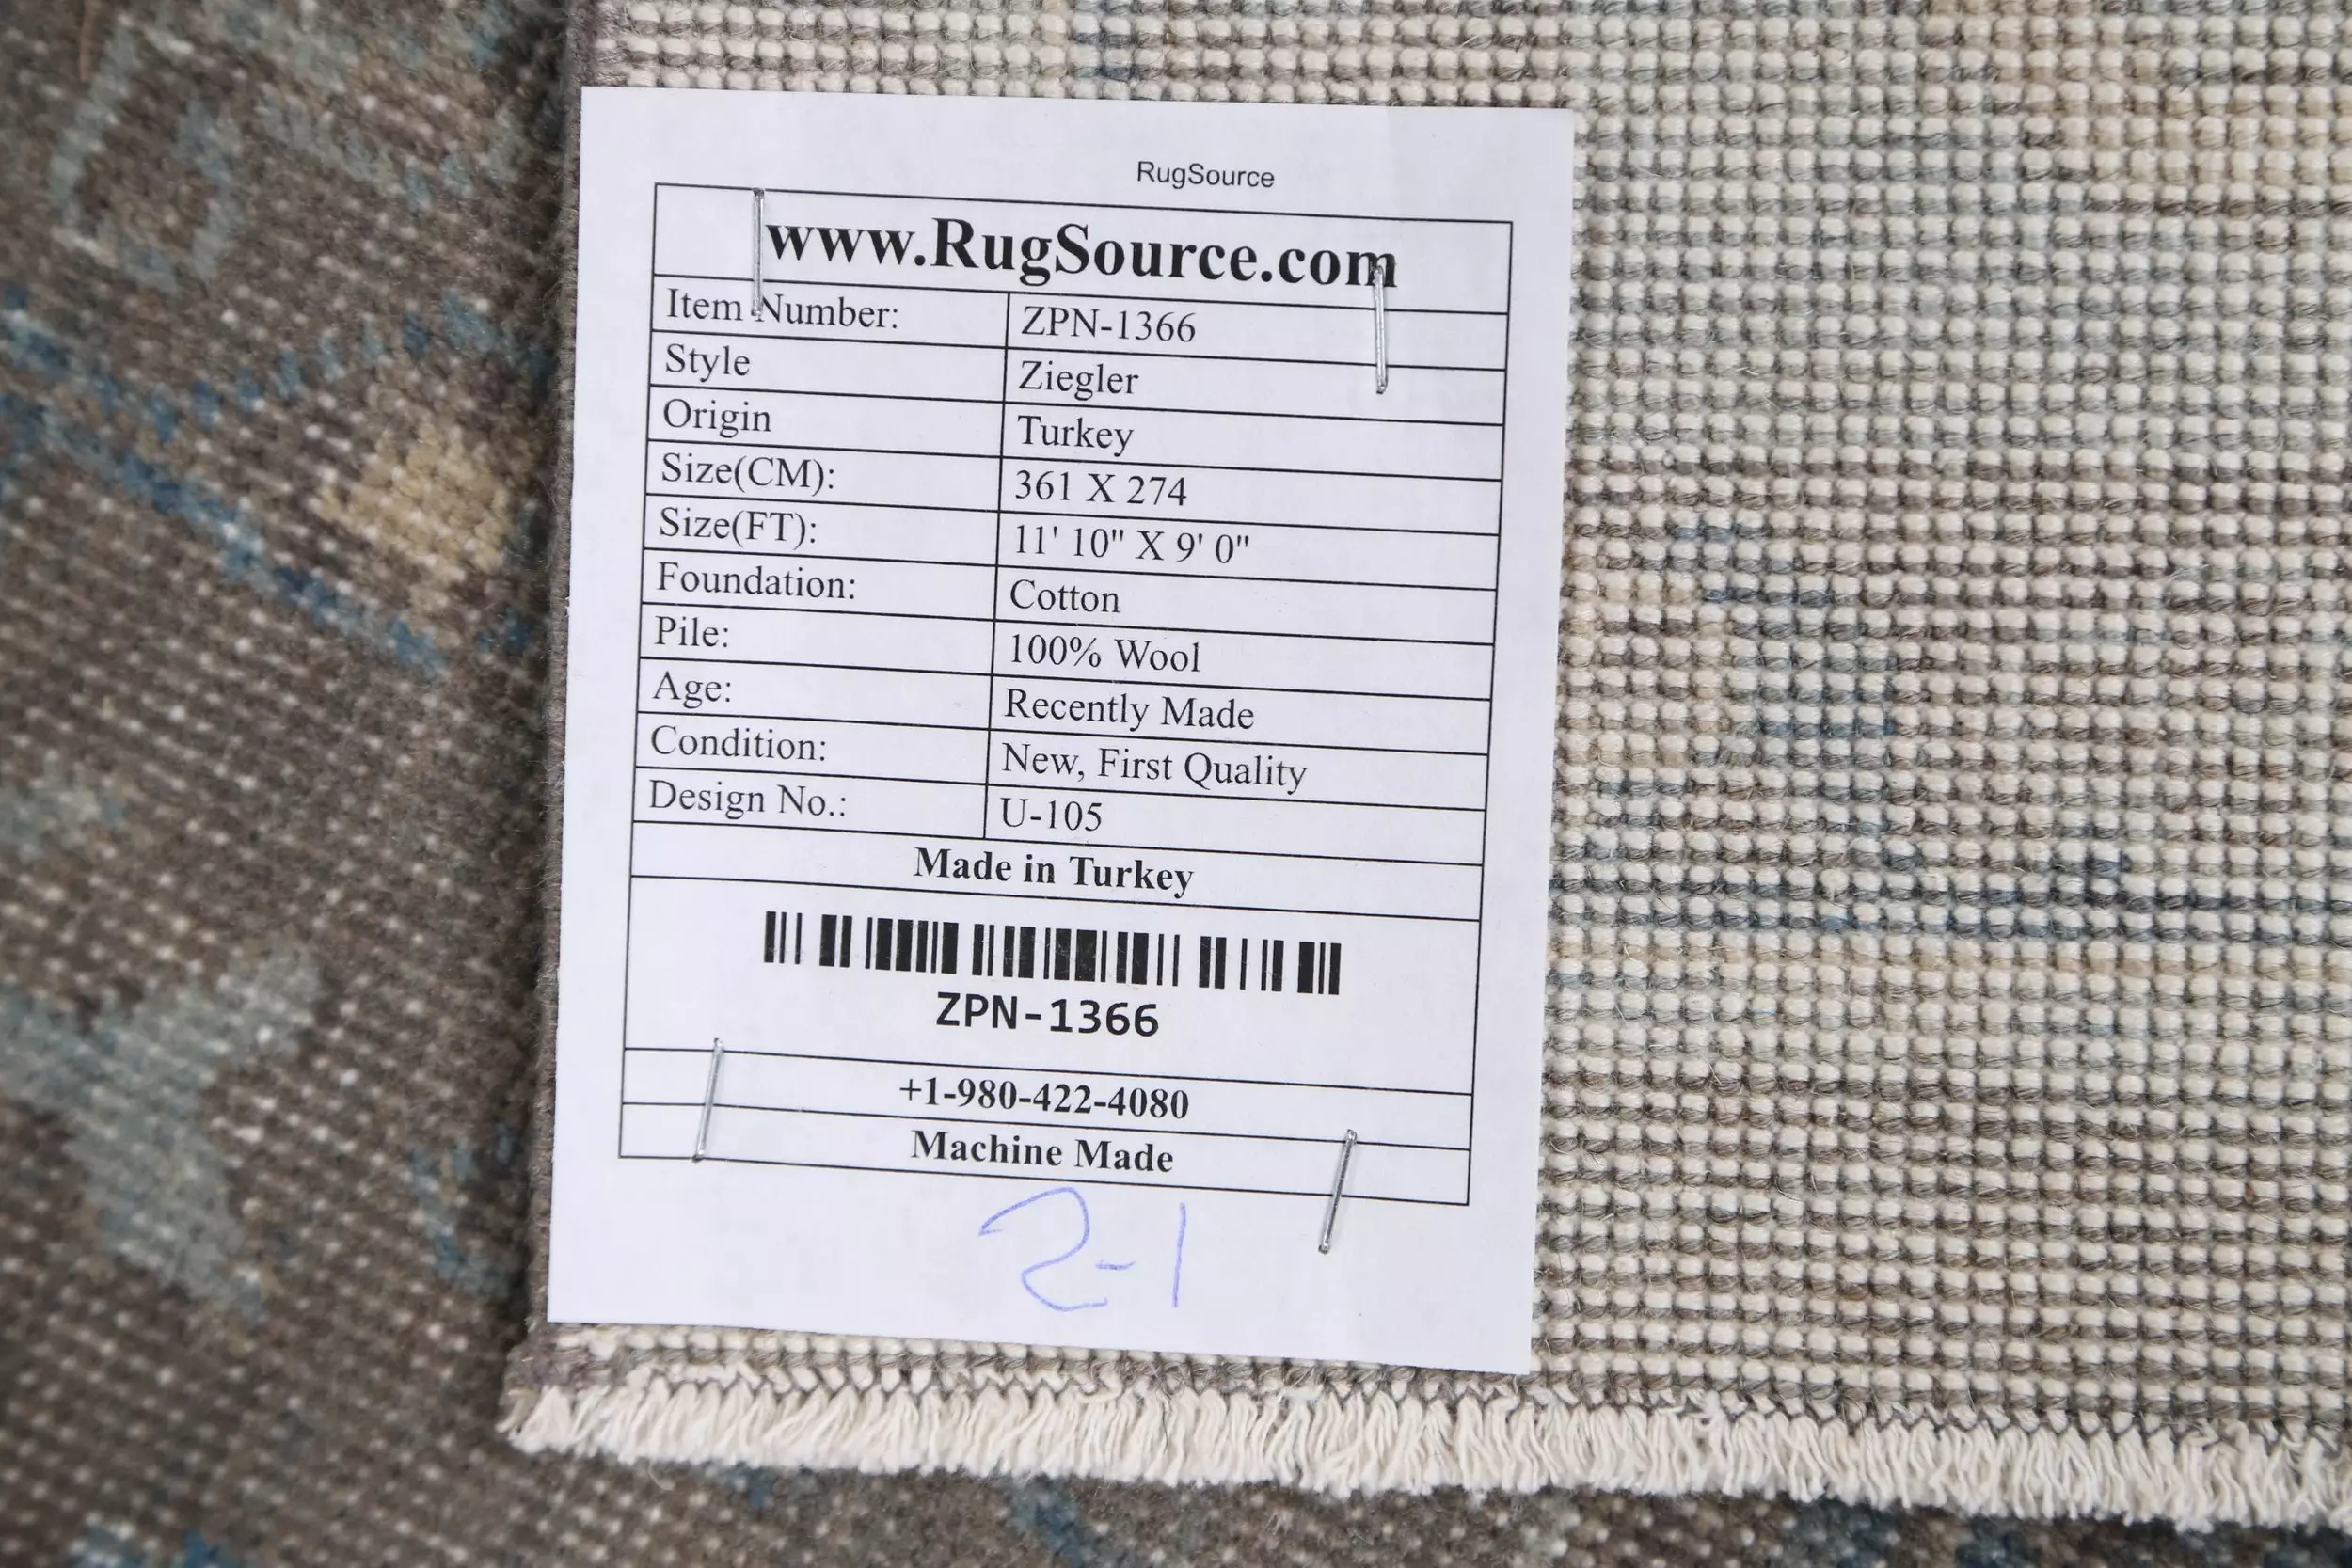 RugSource
www.RugSource.com
Item Number: ZPN-1366
Style Ziegler
Origin Turkey
Size(CM): 361 X 274
Size(FT): 11' 10" X 9' 0"
Foundation: Cotton
Pile: 100% Wool
Age: Recently Made
Condition: New, First Quality
Design No.: U-105
Made in Turkey
ZPN-1366
+1-980-422-4080
Machine Made
2-1